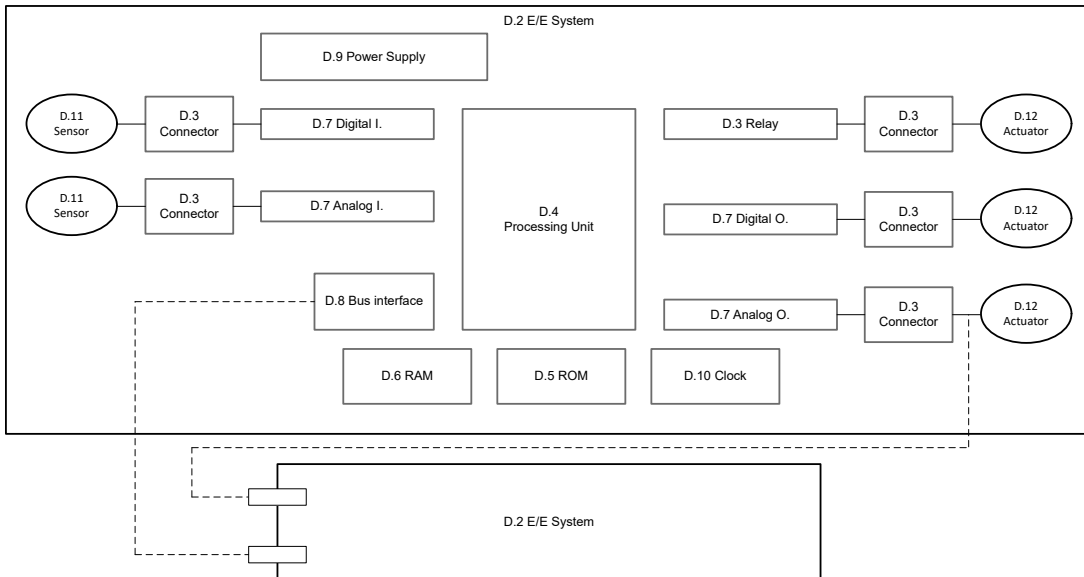 D.2 E/E System
D.9 Power Supply
D.11
Sensor
D.3
Connector
D.7 Digital I.
D.3 Relay
D.3
Connector
D.12
Actuator
D.11
Sensor
D.3
Connector
D.7 Analog I.
D.4
Processing Unit
D.7 Digital O.
D.3
Connector
D.12
Actuator
D.8 Bus interface
D.7 Analog O.
D.3
Connector
D.12
Actuator
D.6 RAM
D.5 ROM
D.10 Clock
D.2 E/E System